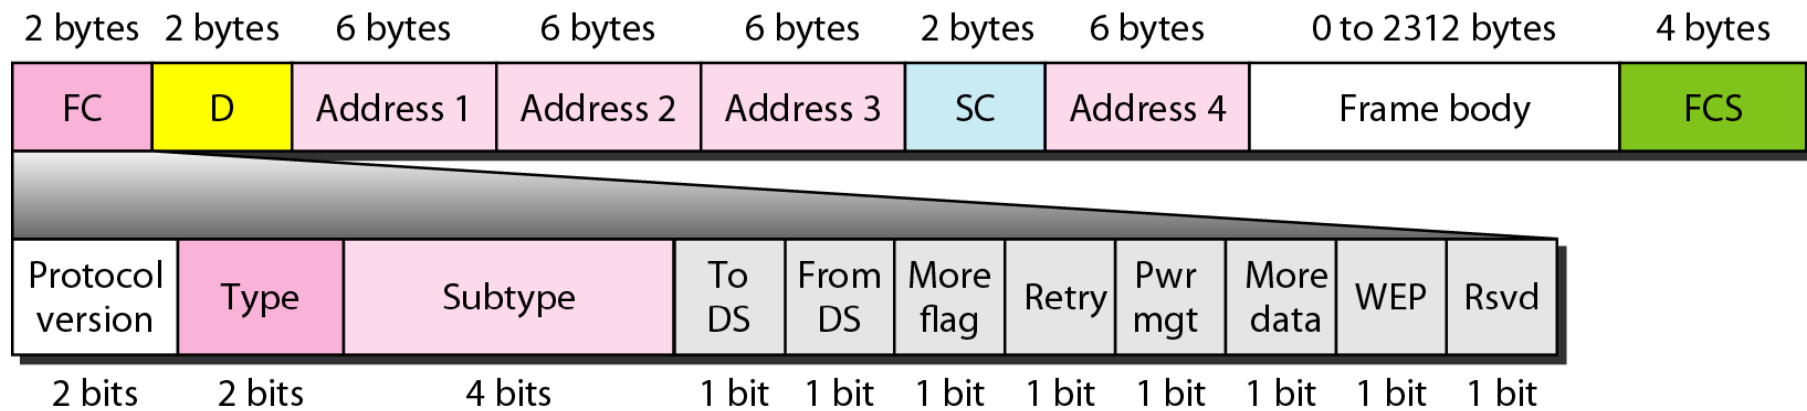 2 bytes 2 bytes 6 bytes 6 bytes 6 bytes 2 bytes 6 bytes 0 to 2312 bytes 4 bytes
FC D Address 1 Address 2 Address 3 SC Address 4 Frame body FCS
Protocol version Type Subtype To DS From DS More flag Retry Pwr mgt More data WEP Rsvd
2 bits 2 bits 4 bits 1 bit 1 bit 1 bit 1 bit 1 bit 1 bit 1 bit 1 bit